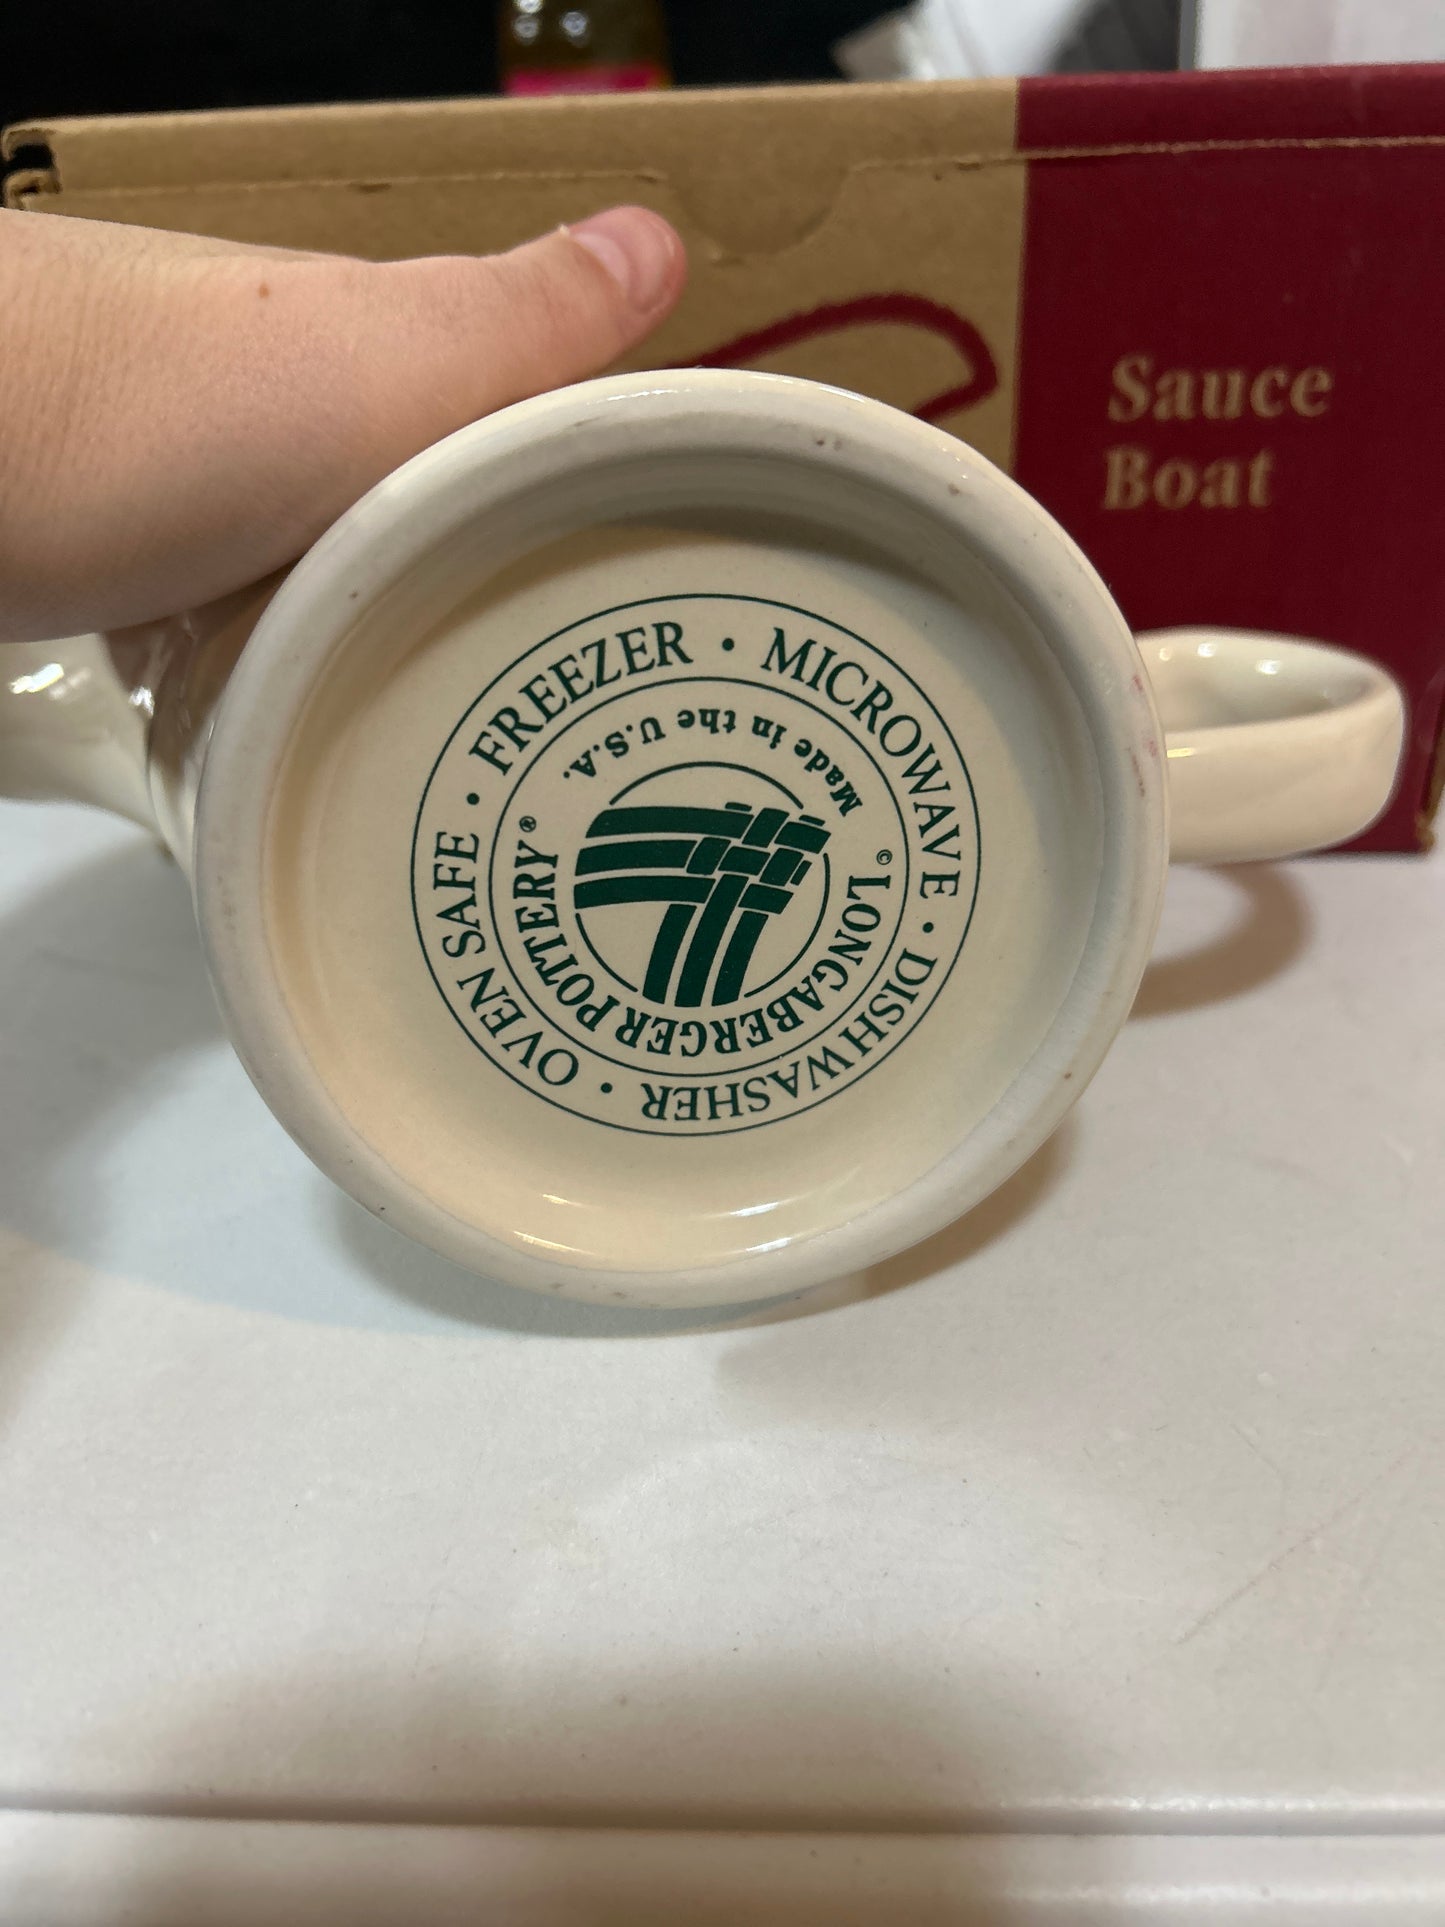 Sauce
Boat
OVEN SAFE • FREEZER • MICROWAVE • DISHWASHER •
Made in the U.S.A.
© LONGABERGER POTTERY ®